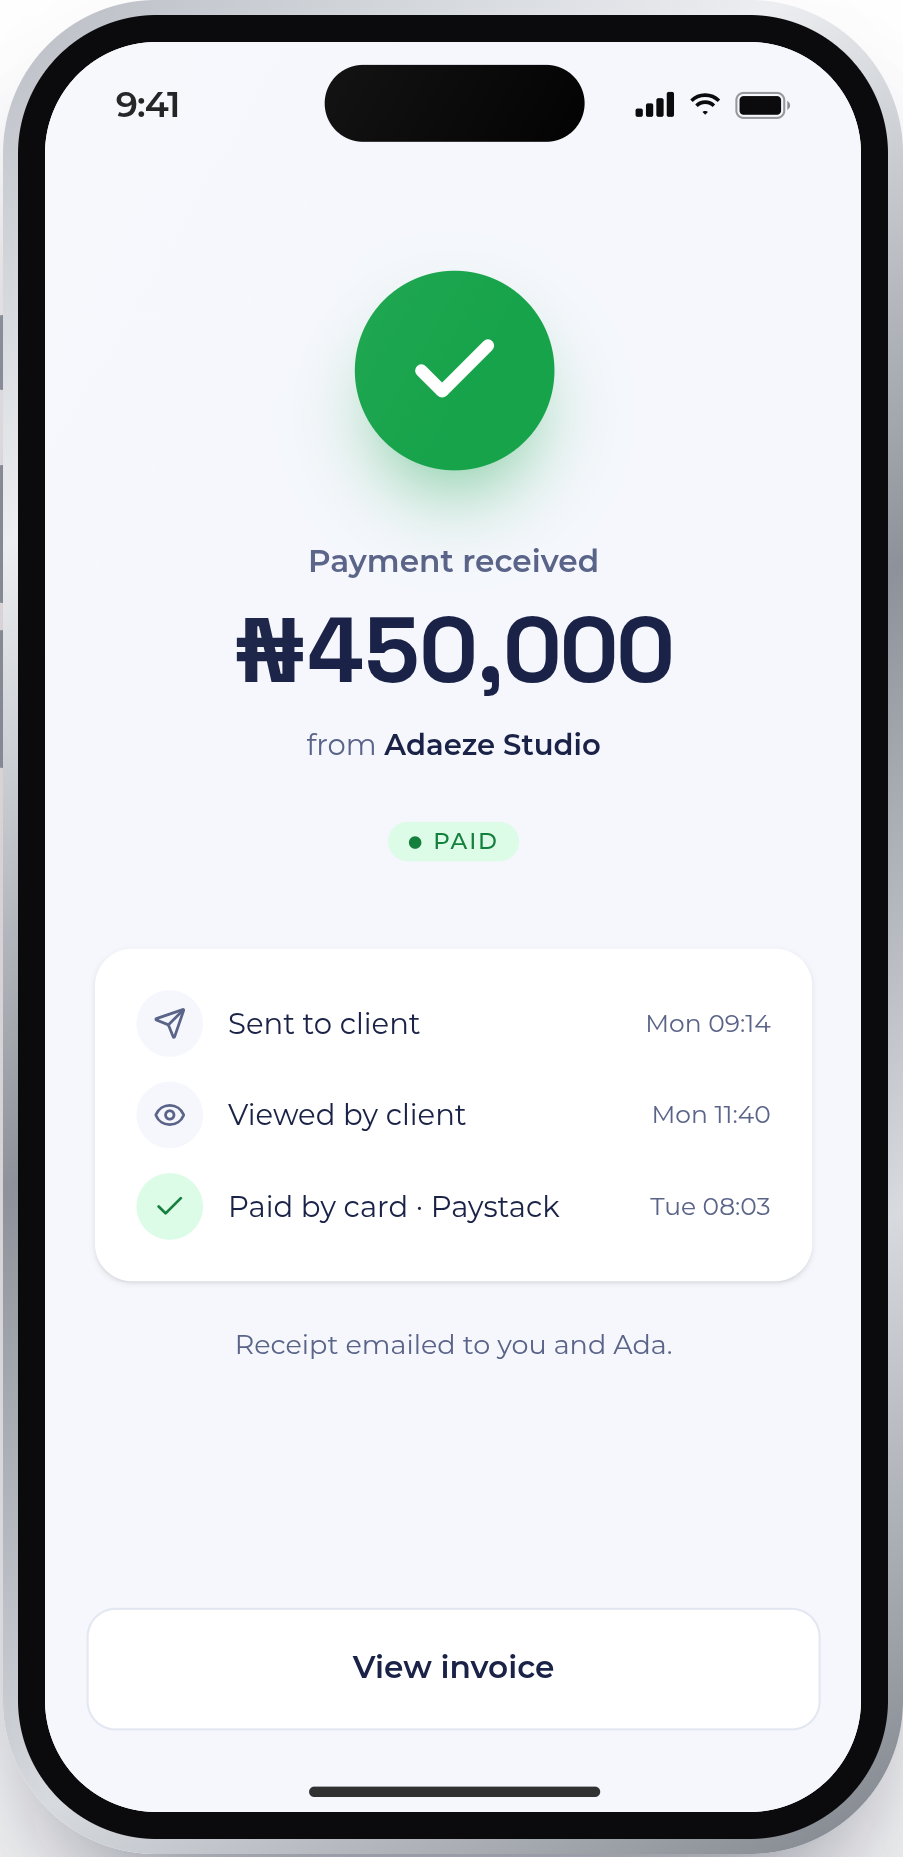 9:41
Payment received
₦450,000
from Adaeze Studio
PAID
Sent to client Mon 09:14
Viewed by client Mon 11:40
Paid by card · Paystack Tue 08:03
Receipt emailed to you and Ada.
View invoice